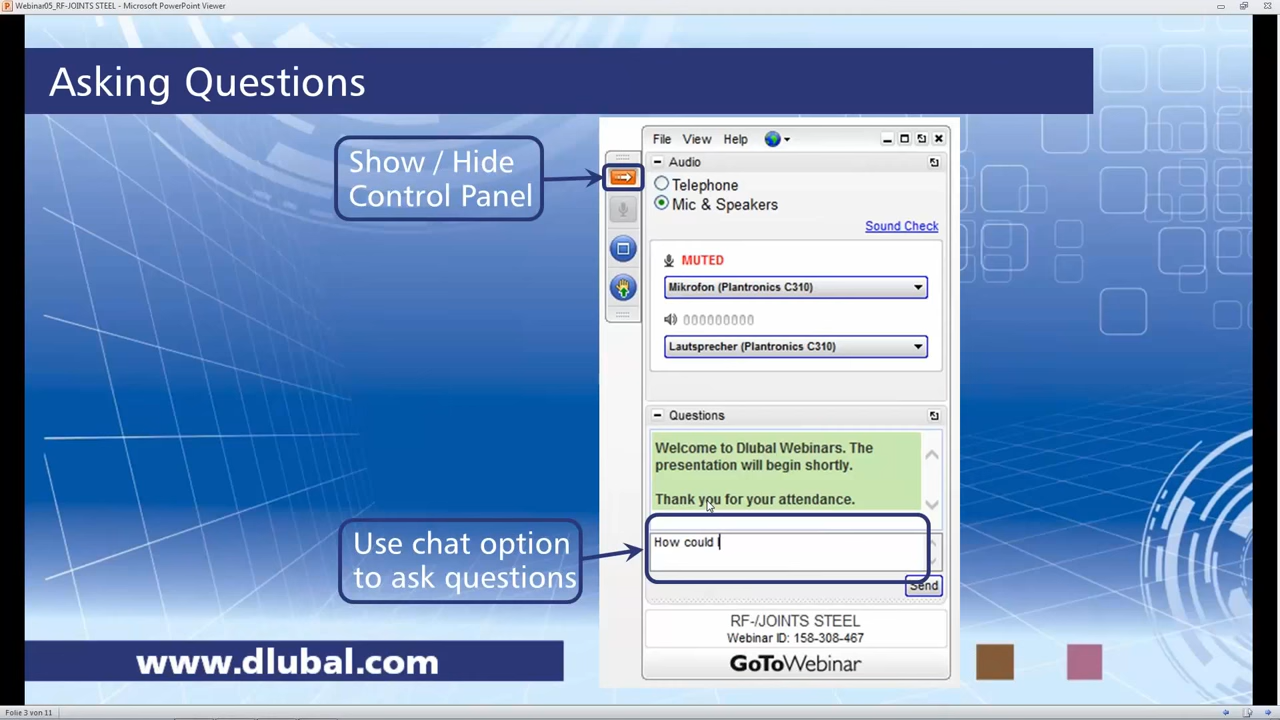 Webinar05_RF-JOINTS STEEL - Microsoft PowerPoint Viewer
Asking Questions
Show / Hide
Control Panel
File View Help
Audio
Telephone
Mic & Speakers
Sound Check
MUTED
Mikrofon (Plantronics C310)
Lautsprecher (Plantronics C310)
Questions
Welcome to Dlubal Webinars. The
presentation will begin shortly.
Thank you for your attendance.
Use chat option
to ask questions
How could I
Send
RF-/JOINTS STEEL
Webinar ID: 158-308-467
GoToWebinar
www.dlubal.com
Folie 3 von 11